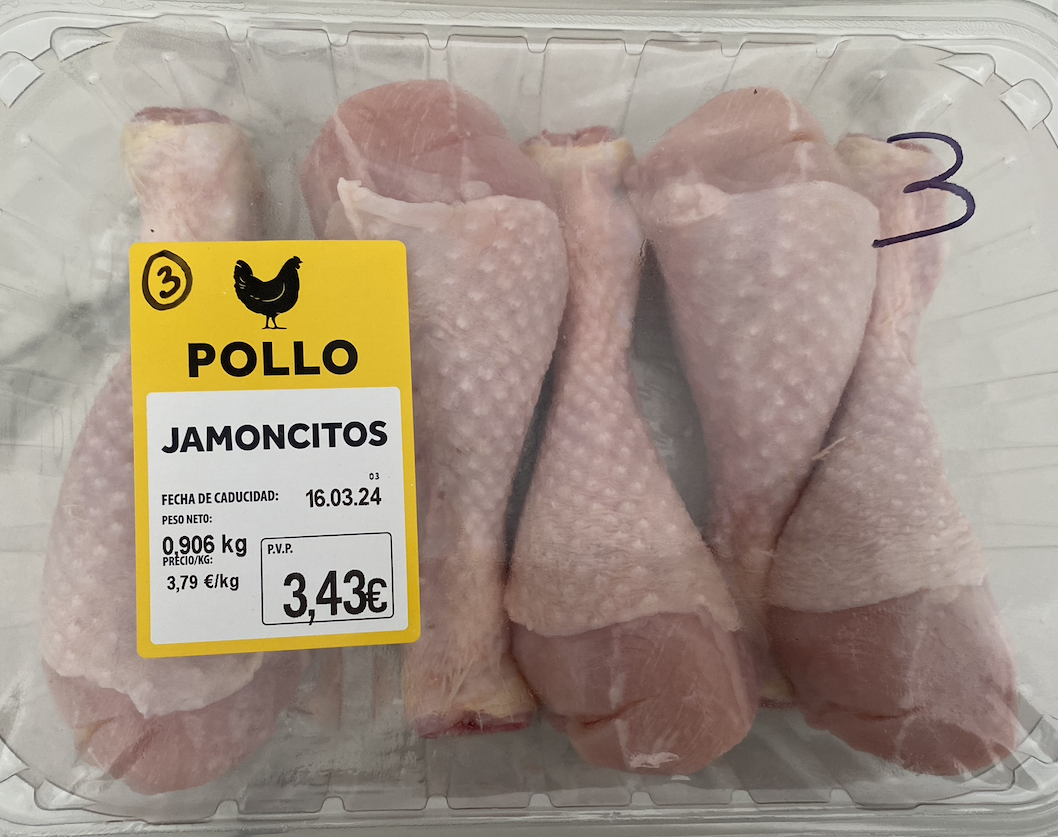 3
3
POLLO
JAMONCITOS
03
FECHA DE CADUCIDAD: 16.03.24
PESO NETO:
0,906 kg
PRECIO/KG:
3,79 €/kg
P.V.P.
3,43€